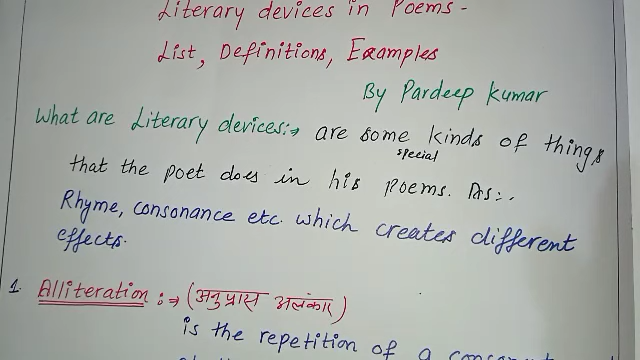 Literary devices in Poems -
List, Definitions, Examples
By Pardeep Kumar
What are Literary devices:→ are some kinds of things
special
that the poet does in his poems. As:-
Rhyme, consonance etc. which creates different
effects.
1. Alliteration :→ (अनुप्रास अलंकार)
is the repetition of a consonant